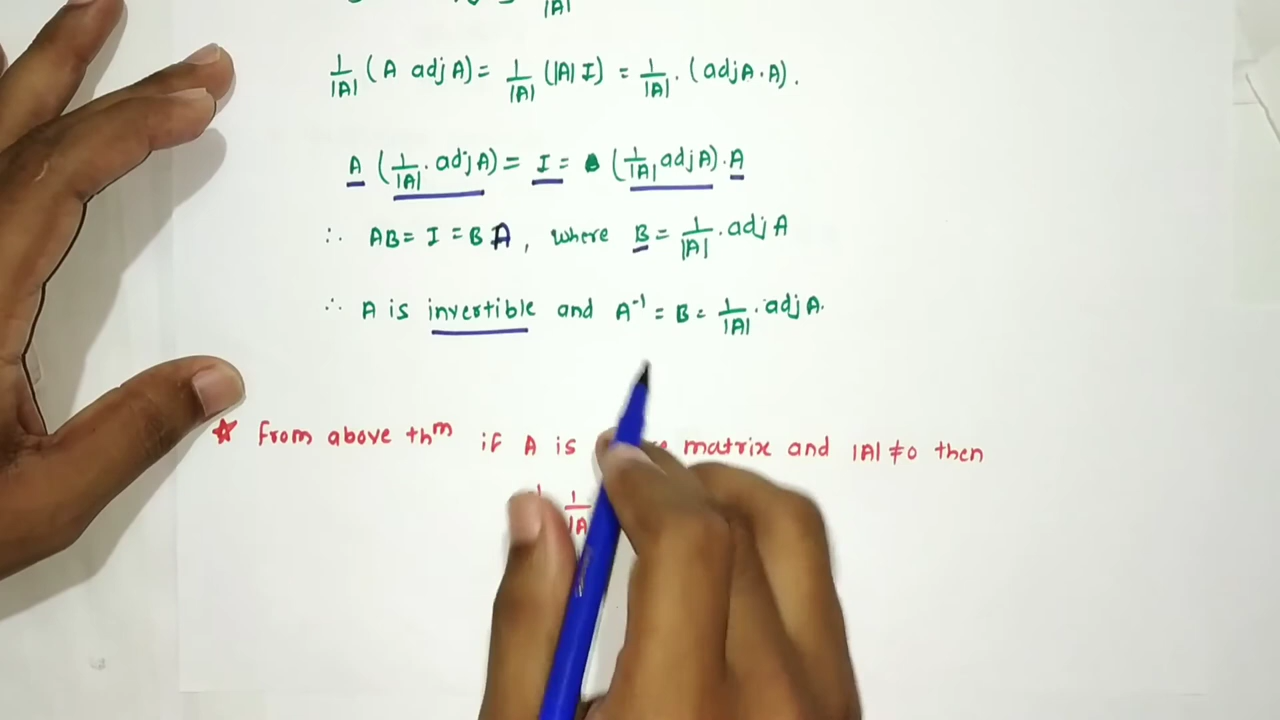 |A|
1/|A| (A adj A) = 1/|A| (|A| I) = 1/|A| · (adj A · A).
A (1/|A| · adj A) = I = (1/|A| adj A) · A
∴ AB = I = B A, where B = 1/|A| · adj A
∴ A is invertible and A⁻¹ = B = 1/|A| · adj A.
☆ From above thᵐ if A is matrix and |A| ≠ 0 then
1/|A